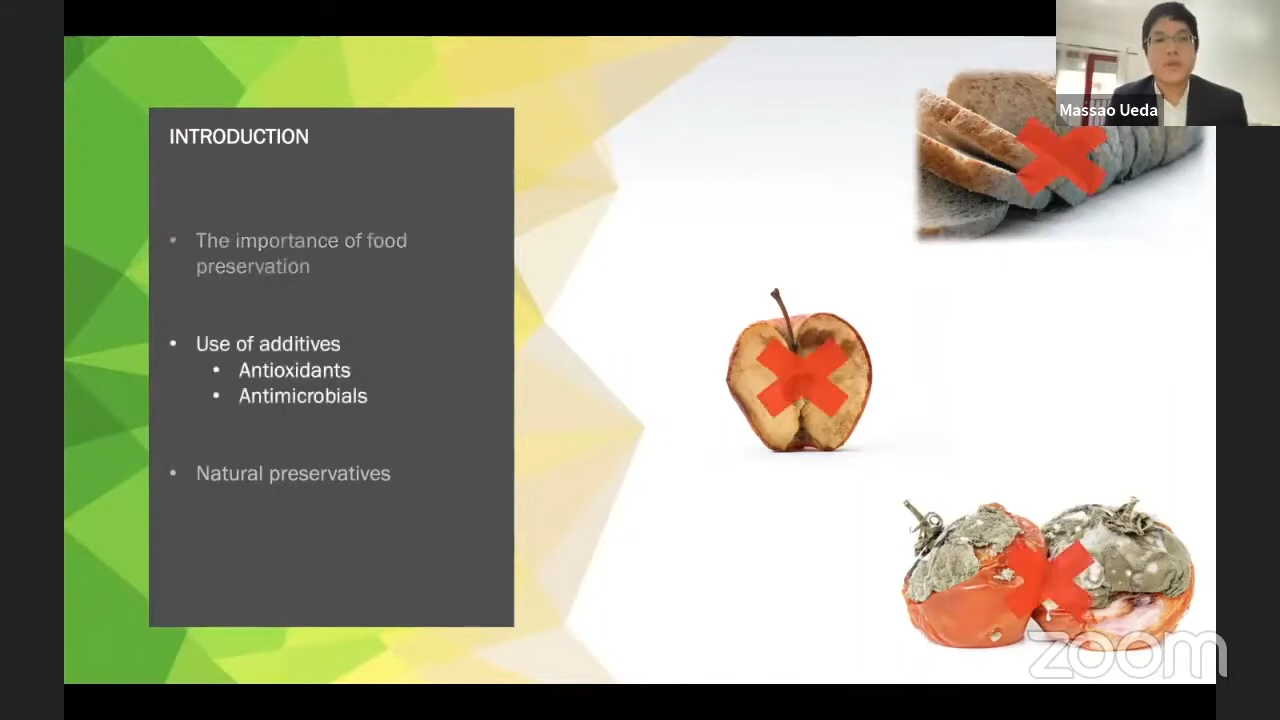 Massao Ueda
INTRODUCTION
• The importance of food
preservation
• Use of additives
• Antioxidants
• Antimicrobials
• Natural preservatives
zoom